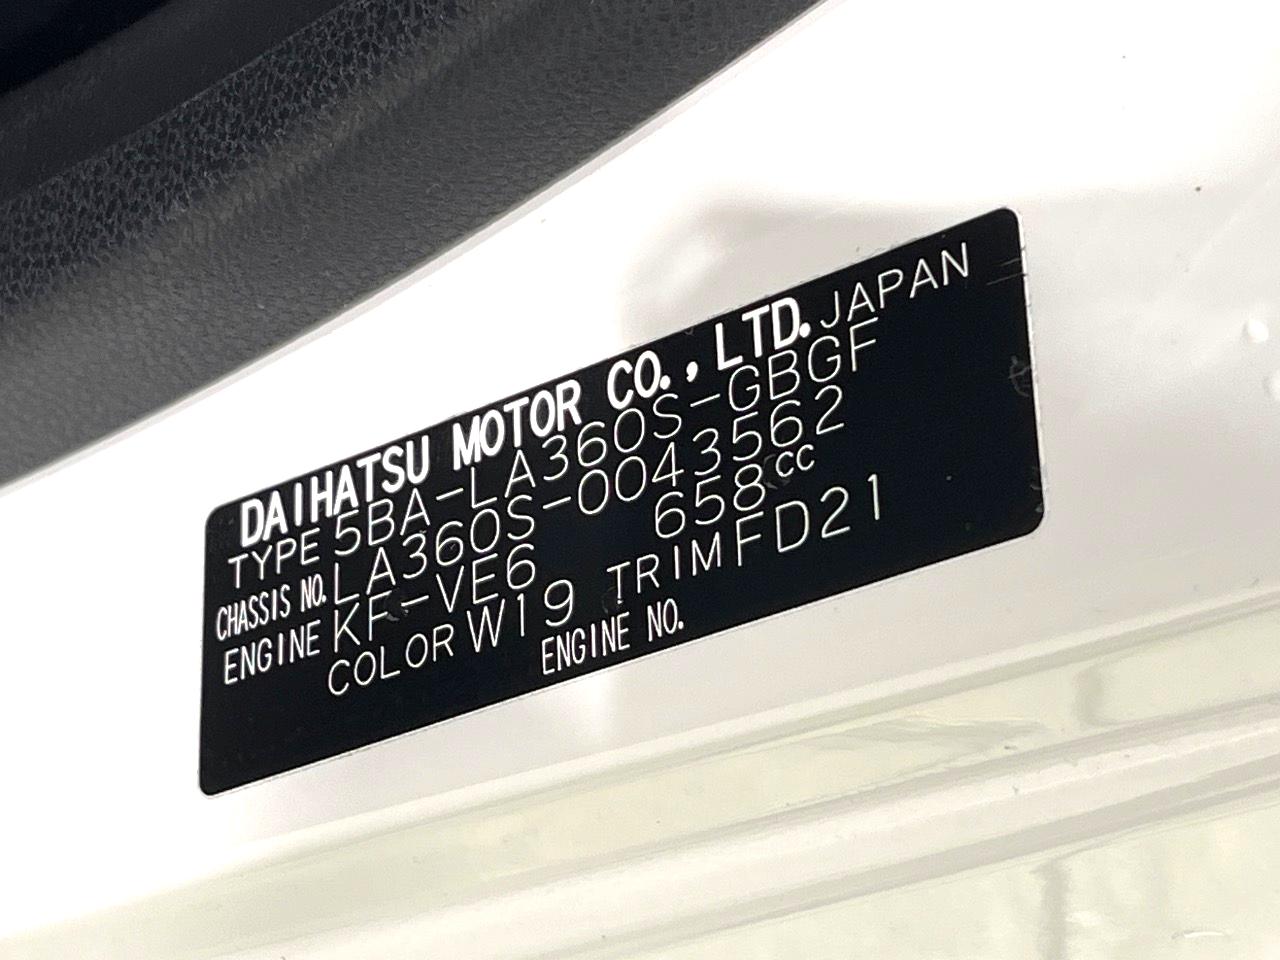 DAIHATSU MOTOR CO., LTD. JAPAN
TYPE 5BA-LA360S-GBGF
CHASSIS NO. LA360S-0043562
ENGINE KF-VE6 658cc
COLOR W19 TRIM FD21
ENGINE NO.